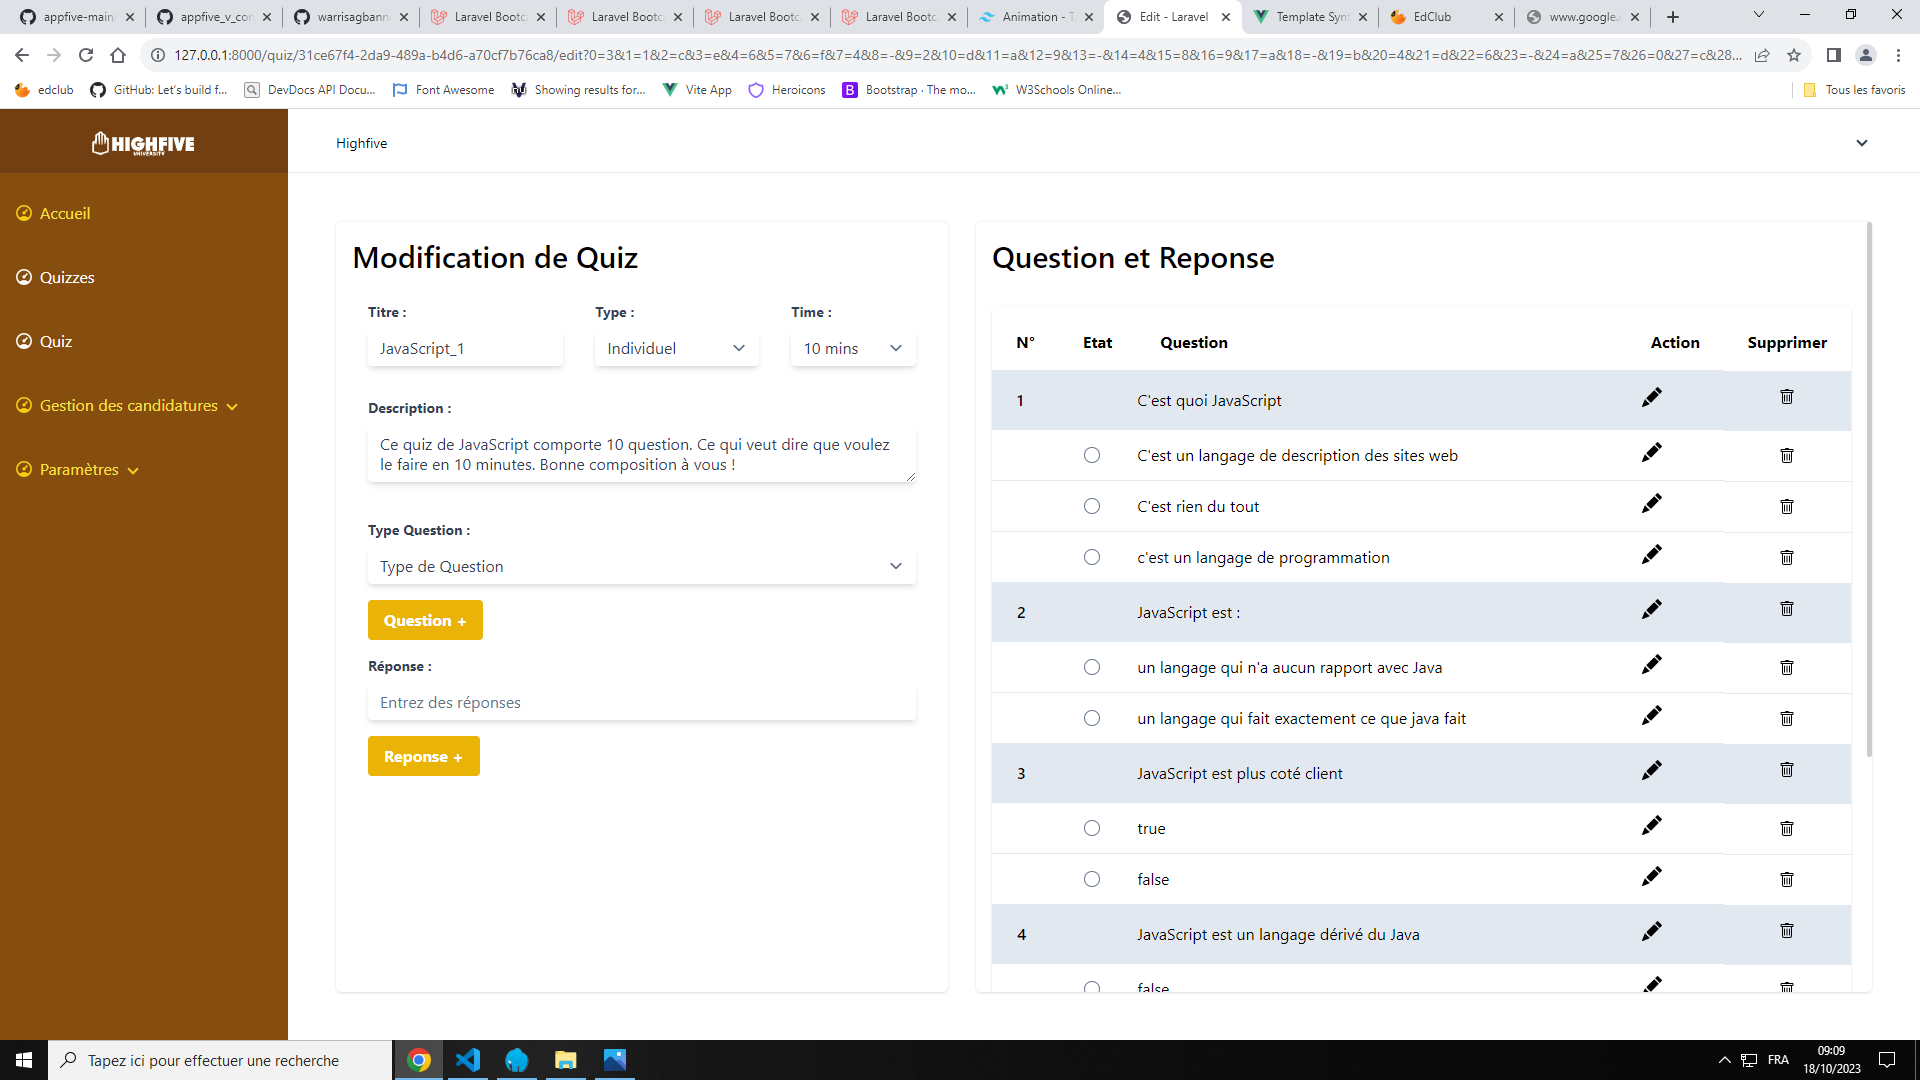 appfive-main
appfive_v_con
warrisagbann
Laravel Bootca
Laravel Bootca
Laravel Bootca
Laravel Bootca
Animation - T
Edit - Laravel
Template Synt
EdClub
www.google.c
127.0.0.1:8000/quiz/31ce67f4-2da9-489a-b4d6-a70cf7b76ca8/edit?0=3&1=1&2=c&3=e&4=6&5=7&6=f&7=4&8=-&9=2&10=d&11=a&12=9&13=-&14=4&15=8&16=9&17=a&18=-&19=b&20=4&21=d&22=6&23=-&24=a&25=7&26=0&27=c&28...
edclub
GitHub: Let's build f...
DevDocs API Docu...
Font Awesome
Showing results for...
Vite App
Heroicons
Bootstrap · The mo...
W3Schools Online...
Tous les favoris
HIGHFIVE
UNIVERSITY
Highfive
Accueil
Quizzes
Quiz
Gestion des candidatures
Paramètres
Modification de Quiz
Titre :
Type :
Time :
JavaScript_1
Individuel
10 mins
Description :
Ce quiz de JavaScript comporte 10 question. Ce qui veut dire que voulez
le faire en 10 minutes. Bonne composition à vous !
Type Question :
Type de Question
Question +
Réponse :
Entrez des réponses
Reponse +
Question et Reponse
N° Etat Question Action Supprimer
1 C'est quoi JavaScript
C'est un langage de description des sites web
C'est rien du tout
c'est un langage de programmation
2 JavaScript est :
un langage qui n'a aucun rapport avec Java
un langage qui fait exactement ce que java fait
3 JavaScript est plus coté client
true
false
4 JavaScript est un langage dérivé du Java
false
Tapez ici pour effectuer une recherche
FRA
09:09
18/10/2023